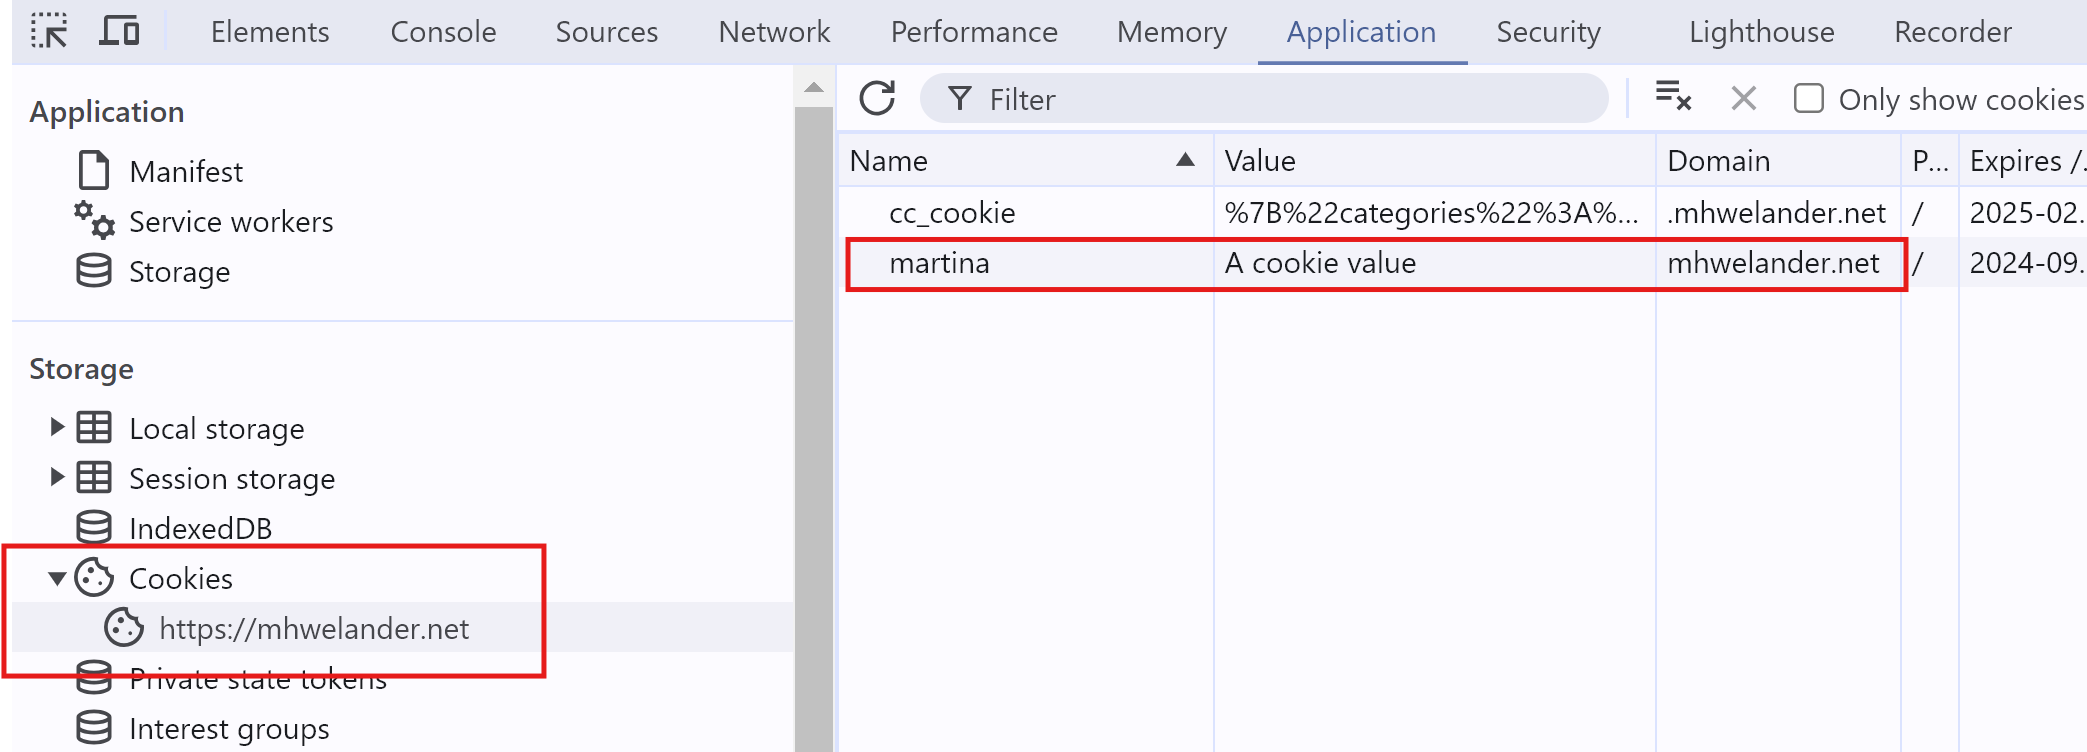 Elements Console Sources Network Performance Memory Application Security Lighthouse Recorder
Application
Manifest
Service workers
Storage
Storage
Local storage
Session storage
IndexedDB
Cookies
https://mhwelander.net
Private state tokens
Interest groups
Filter Only show cookies
Name Value Domain P... Expires /.
cc_cookie %7B%22categories%22%3A%... .mhwelander.net / 2025-02.
martina A cookie value mhwelander.net / 2024-09.